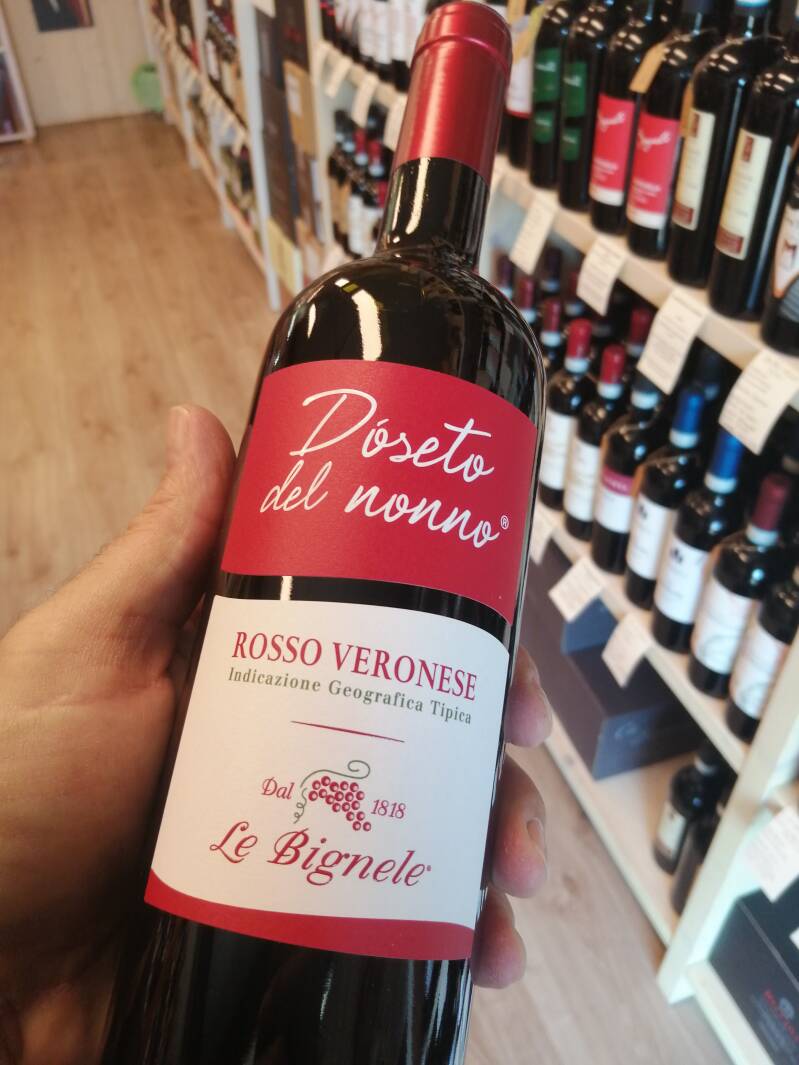 Dóseto
del nonno®
ROSSO VERONESE
Indicazione Geografica Tipica
Dal 1818
Le Bignele®